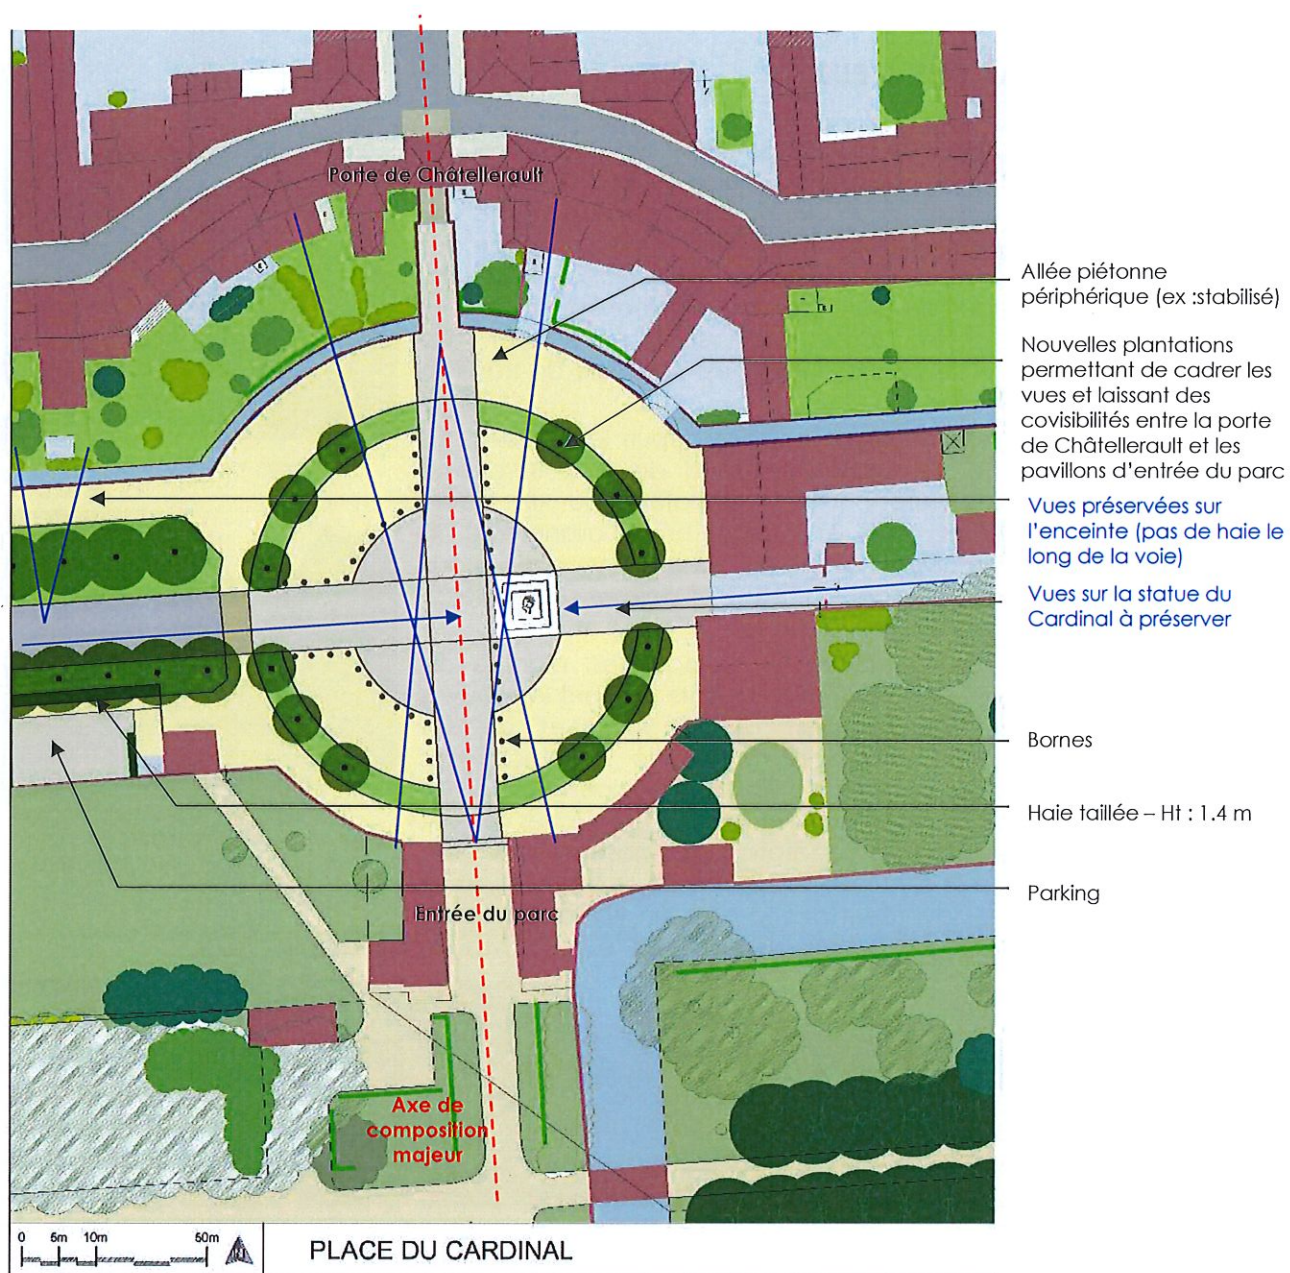 Porte de Châtellerault
Allée piétonne
périphérique (ex :stabilisé)
Nouvelles plantations
permettant de cadrer les
vues et laissant des
covisibilités entre la porte
de Châtellerault et les
pavillons d'entrée du parc
Vues préservées sur
l'enceinte (pas de haie le
long de la voie)
Vues sur la statue du
Cardinal à préserver
Bornes
Haie taillée – Ht : 1.4 m
Parking
Entrée du parc
Axe de
composition
majeur
0 5m 10m 50m N
PLACE DU CARDINAL